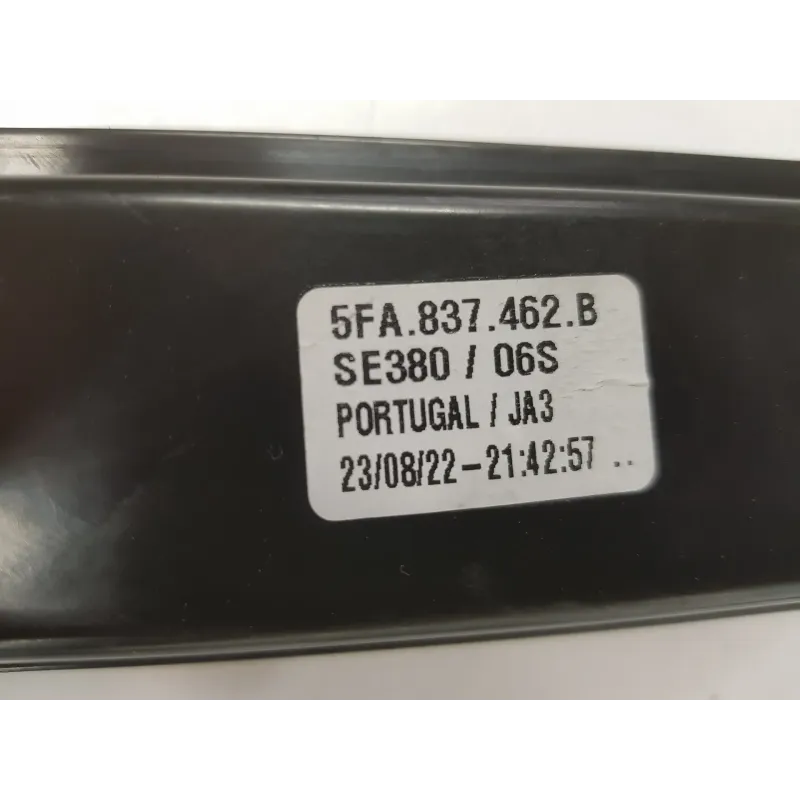 5FA.837.462.B
SE380 / 06S
PORTUGAL / JA3
23/08/22-21:42:57 ..